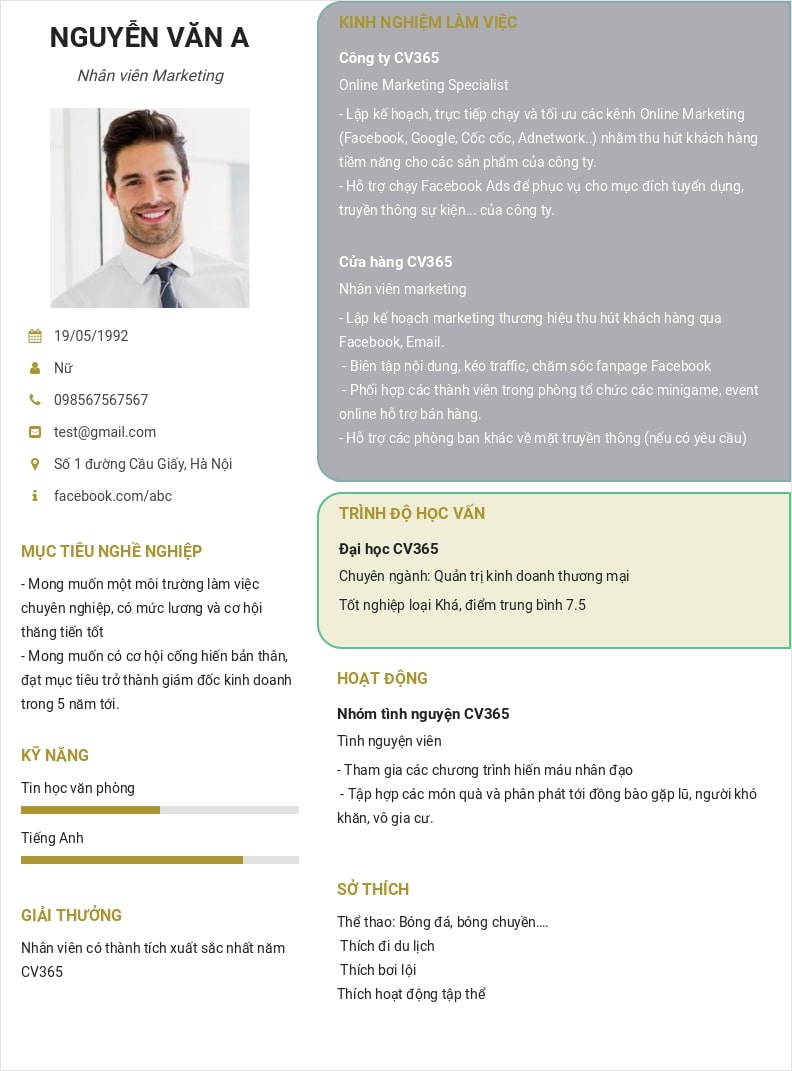 NGUYỄN VĂN A
Nhân viên Marketing
19/05/1992
Nữ
098567567567
test@gmail.com
Số 1 đường Cầu Giấy, Hà Nội
facebook.com/abc
MỤC TIÊU NGHỀ NGHIỆP
- Mong muốn một môi trường làm việc
chuyên nghiệp, có mức lương và cơ hội
thăng tiến tốt
- Mong muốn có cơ hội cống hiến bản thân,
đạt mục tiêu trở thành giám đốc kinh doanh
trong 5 năm tới.
KỸ NĂNG
Tin học văn phòng
Tiếng Anh
GIẢI THƯỞNG
Nhân viên có thành tích xuất sắc nhất năm
CV365
KINH NGHIỆM LÀM VIỆC
Công ty CV365
Online Marketing Specialist
- Lập kế hoạch, trực tiếp chạy và tối ưu các kênh Online Marketing
(Facebook, Google, Cốc cốc, Adnetwork..) nhằm thu hút khách hàng
tiềm năng cho các sản phẩm của công ty.
- Hỗ trợ chạy Facebook Ads để phục vụ cho mục đích tuyển dụng,
truyền thông sự kiện... của công ty.
Cửa hàng CV365
Nhân viên marketing
- Lập kế hoạch marketing thương hiệu thu hút khách hàng qua
Facebook, Email.
- Biên tập nội dung, kéo traffic, chăm sóc fanpage Facebook
- Phối hợp các thành viên trong phòng tổ chức các minigame, event
online hỗ trợ bán hàng.
- Hỗ trợ các phòng ban khác về mặt truyền thông (nếu có yêu cầu)
TRÌNH ĐỘ HỌC VẤN
Đại học CV365
Chuyên ngành: Quản trị kinh doanh thương mại
Tốt nghiệp loại Khá, điểm trung bình 7.5
HOẠT ĐỘNG
Nhóm tình nguyện CV365
Tình nguyện viên
- Tham gia các chương trình hiến máu nhân đạo
- Tập hợp các món quà và phân phát tới đồng bào gặp lũ, người khó
khăn, vô gia cư.
SỞ THÍCH
Thể thao: Bóng đá, bóng chuyền....
Thích đi du lịch
Thích bơi lội
Thích hoạt động tập thể